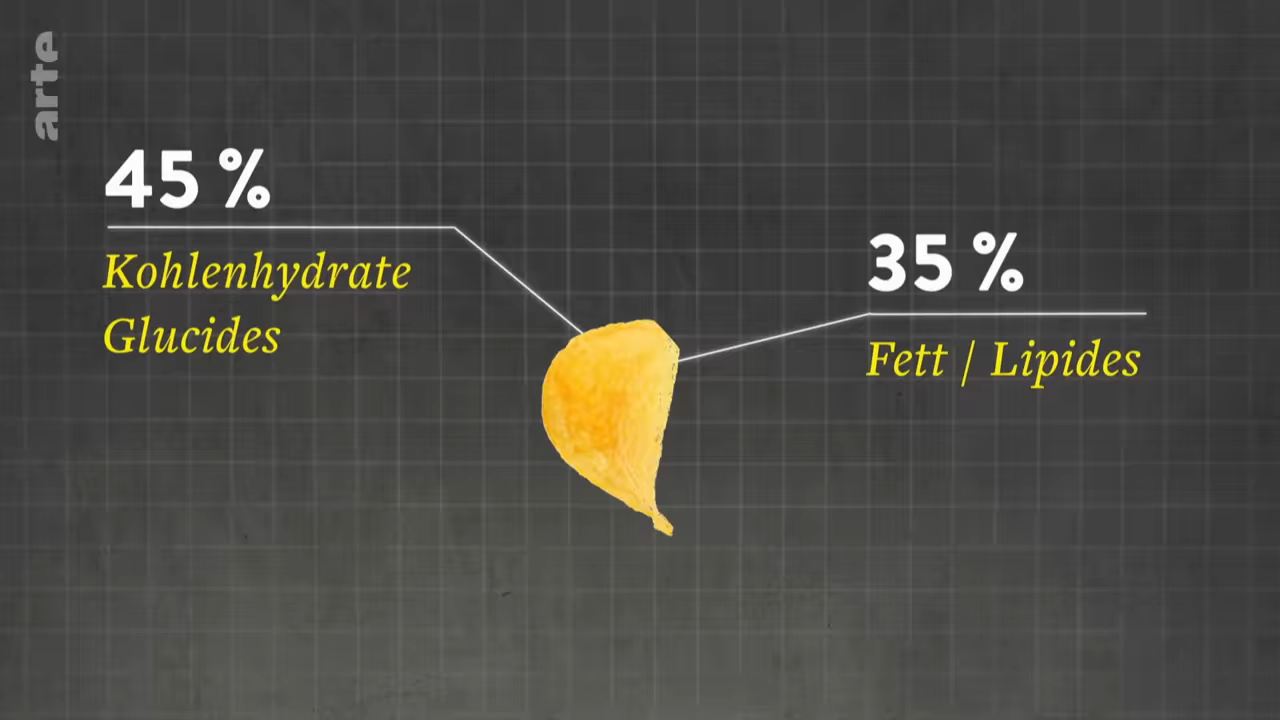 arte
45 %
Kohlenhydrate
Glucides
35 %
Fett / Lipides